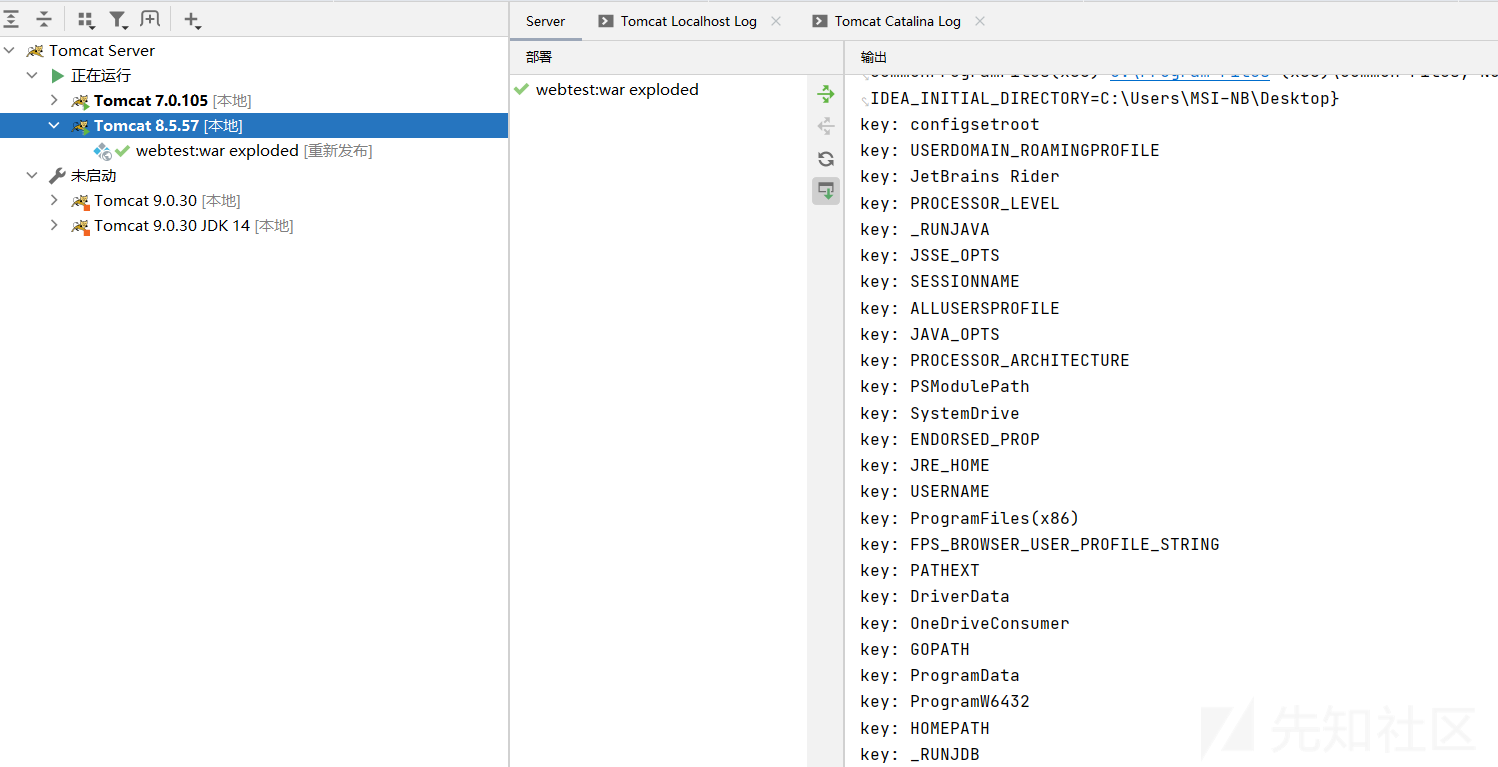 Tomcat Server
正在运行
Tomcat 7.0.105 [本地]
Tomcat 8.5.57 [本地]
webtest:war exploded [重新发布]
未启动
Tomcat 9.0.30 [本地]
Tomcat 9.0.30 JDK 14 [本地]
Server
Tomcat Localhost Log
Tomcat Catalina Log
部署
webtest:war exploded
输出
IDEA_INITIAL_DIRECTORY=C:\Users\MSI-NB\Desktop}
key: configsetroot
key: USERDOMAIN_ROAMINGPROFILE
key: JetBrains Rider
key: PROCESSOR_LEVEL
key: _RUNJAVA
key: JSSE_OPTS
key: SESSIONNAME
key: ALLUSERSPROFILE
key: JAVA_OPTS
key: PROCESSOR_ARCHITECTURE
key: PSModulePath
key: SystemDrive
key: ENDORSED_PROP
key: JRE_HOME
key: USERNAME
key: ProgramFiles(x86)
key: FPS_BROWSER_USER_PROFILE_STRING
key: PATHEXT
key: DriverData
key: OneDriveConsumer
key: GOPATH
key: ProgramData
key: ProgramW6432
key: HOMEPATH
key: _RUNJDB
先知社区